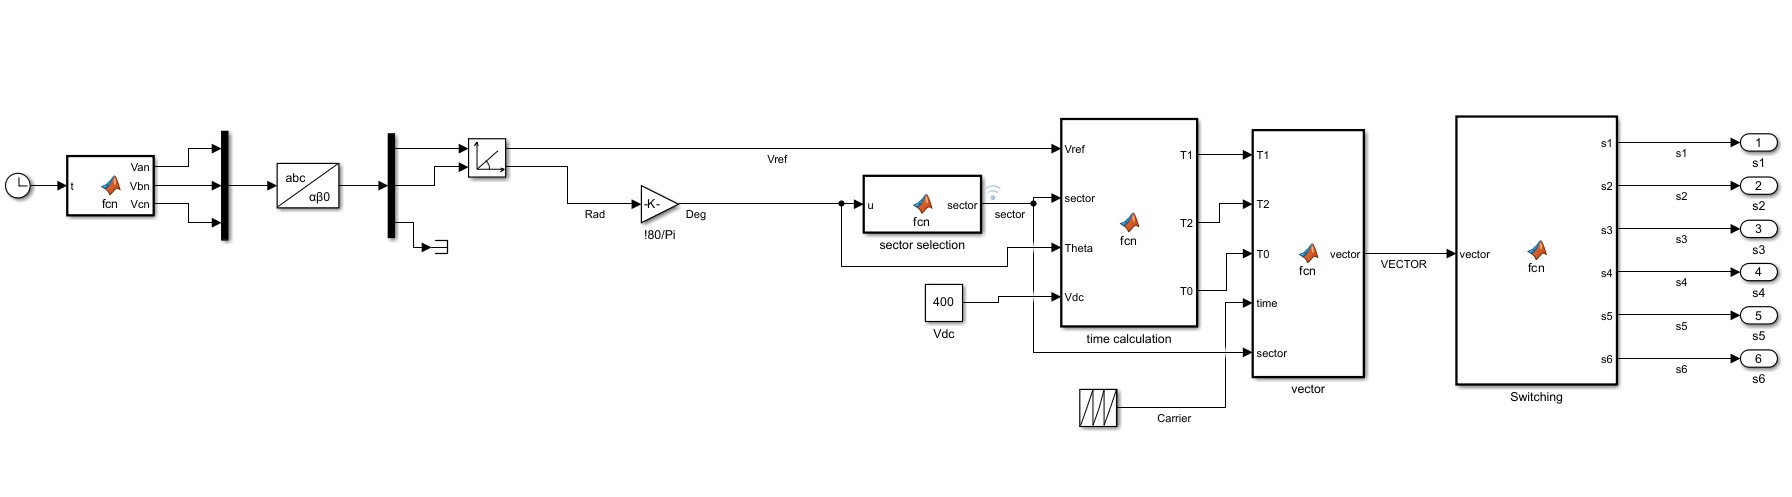 t
fcn
Van
Vbn
Vcn
abc
αβ0
Vref
Rad
-K-
!80/Pi
Deg
u
fcn
sector
sector selection
sector
400
Vdc
Vref
sector
Theta
Vdc
fcn
T1
T2
T0
time calculation
Carrier
T1
T2
T0
time
sector
fcn
vector
vector
VECTOR
vector
fcn
s1
s2
s3
s4
s5
s6
Switching
s1
s2
s3
s4
s5
s6
1
s1
2
s2
3
s3
4
s4
5
s5
6
s6